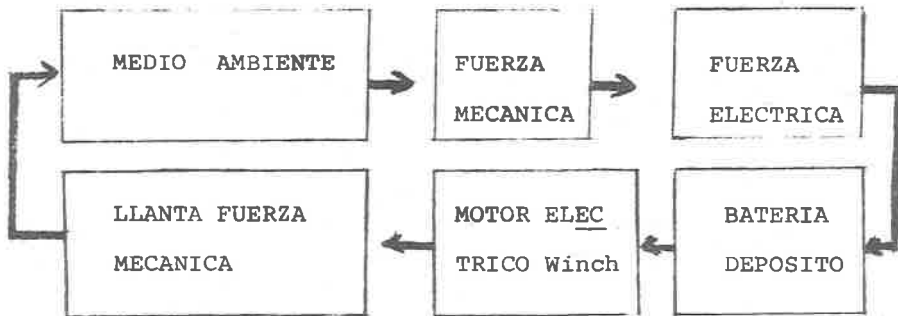 MEDIO AMBIENTE
FUERZA
MECANICA
FUERZA
ELECTRICA
LLANTA FUERZA
MECANICA
MOTOR ELEC
TRICO Winch
BATERIA
DEPOSITO